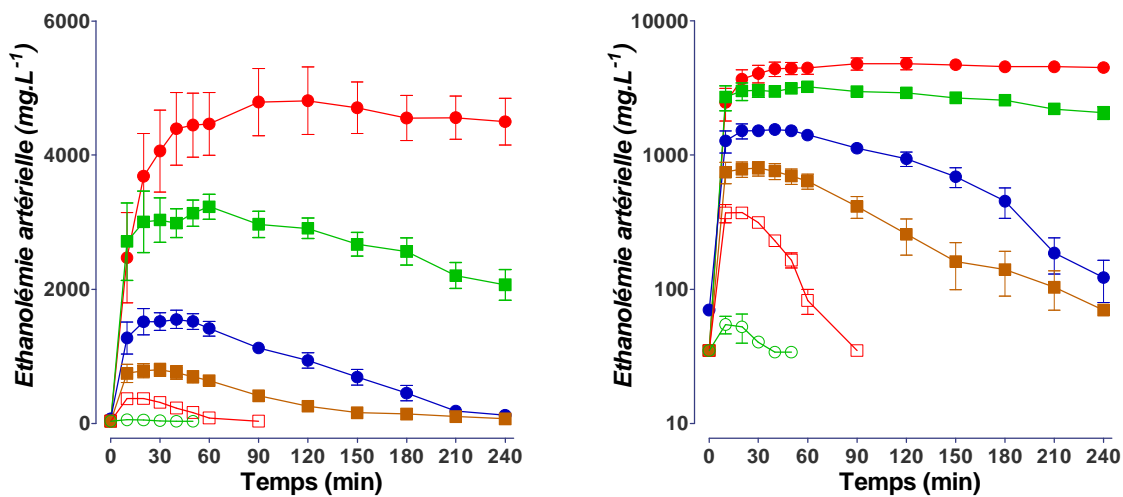 Ethanolémie artérielle (mg.L-1)
6000
4000
2000
0
0 30 60 90 120 150 180 210 240
Temps (min)
Ethanolémie artérielle (mg.L-1)
10000
1000
100
10
0 30 60 90 120 150 180 210 240
Temps (min)